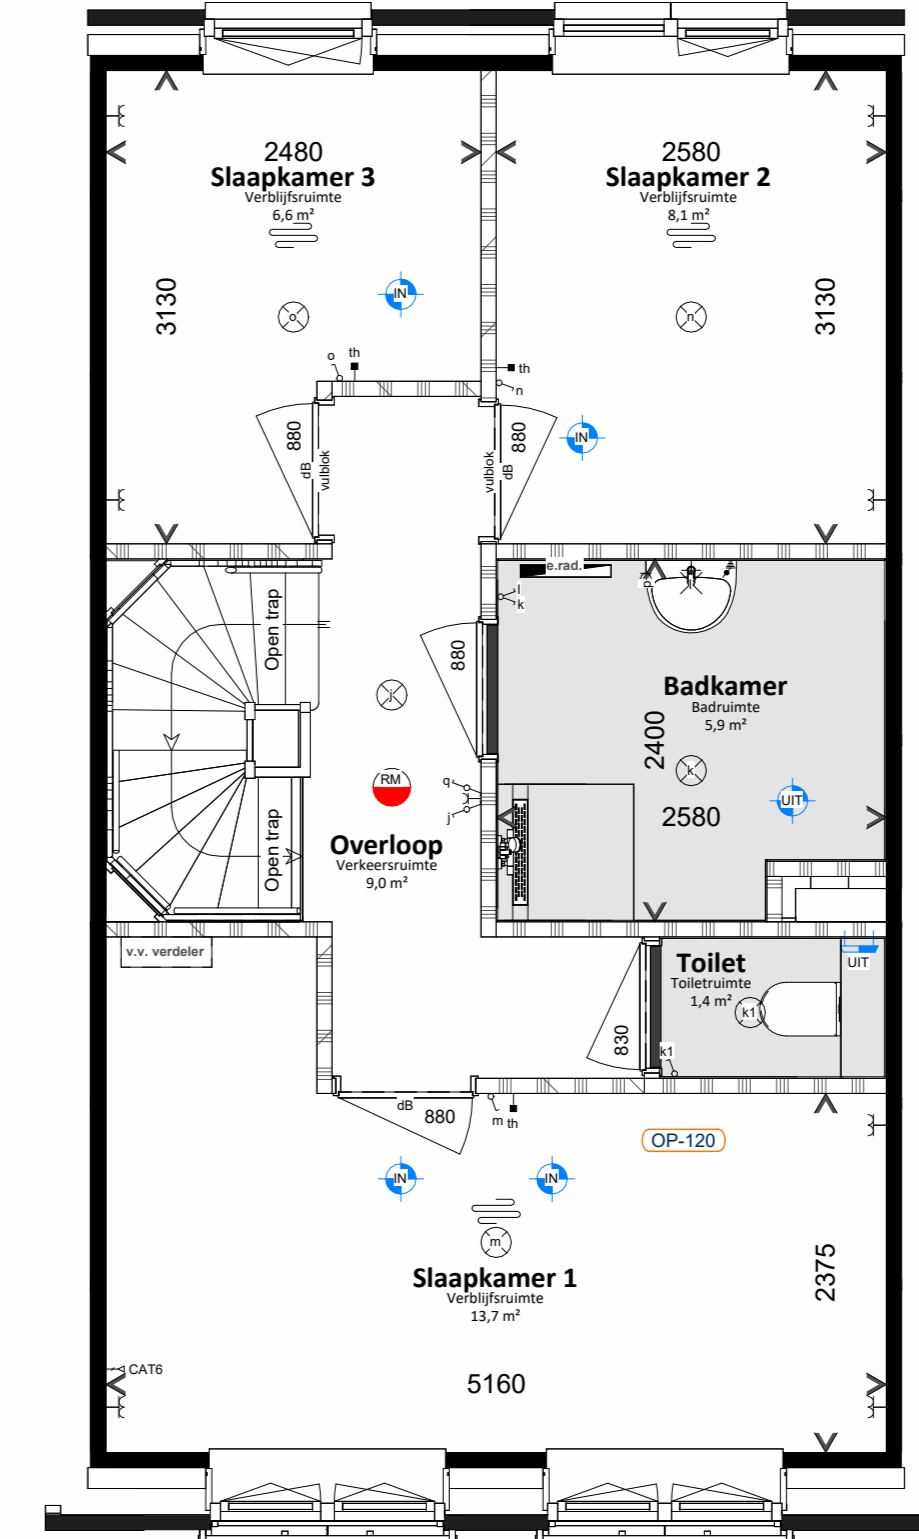 2480
Slaapkamer 3
Verblijfsruimte
6,6 m²
2580
Slaapkamer 2
Verblijfsruimte
8,1 m²
3130
3130
IN
o
n
o
th
th
n
880
dB
vulblok
vulblok
dB
880
IN
e.rad.
p
l
k
Open trap
880
j
Badkamer
Badruimte
5,9 m²
2400
k
RM
q
j
2580
UIT
Overloop
Verkeersruimte
9,0 m²
Open trap
v.v. verdeler
Toilet
Toiletruimte
1,4 m²
UIT
k1
830
k1
dB
880
m
th
OP-120
IN
IN
m
Slaapkamer 1
Verblijfsruimte
13,7 m²
2375
CAT6
5160